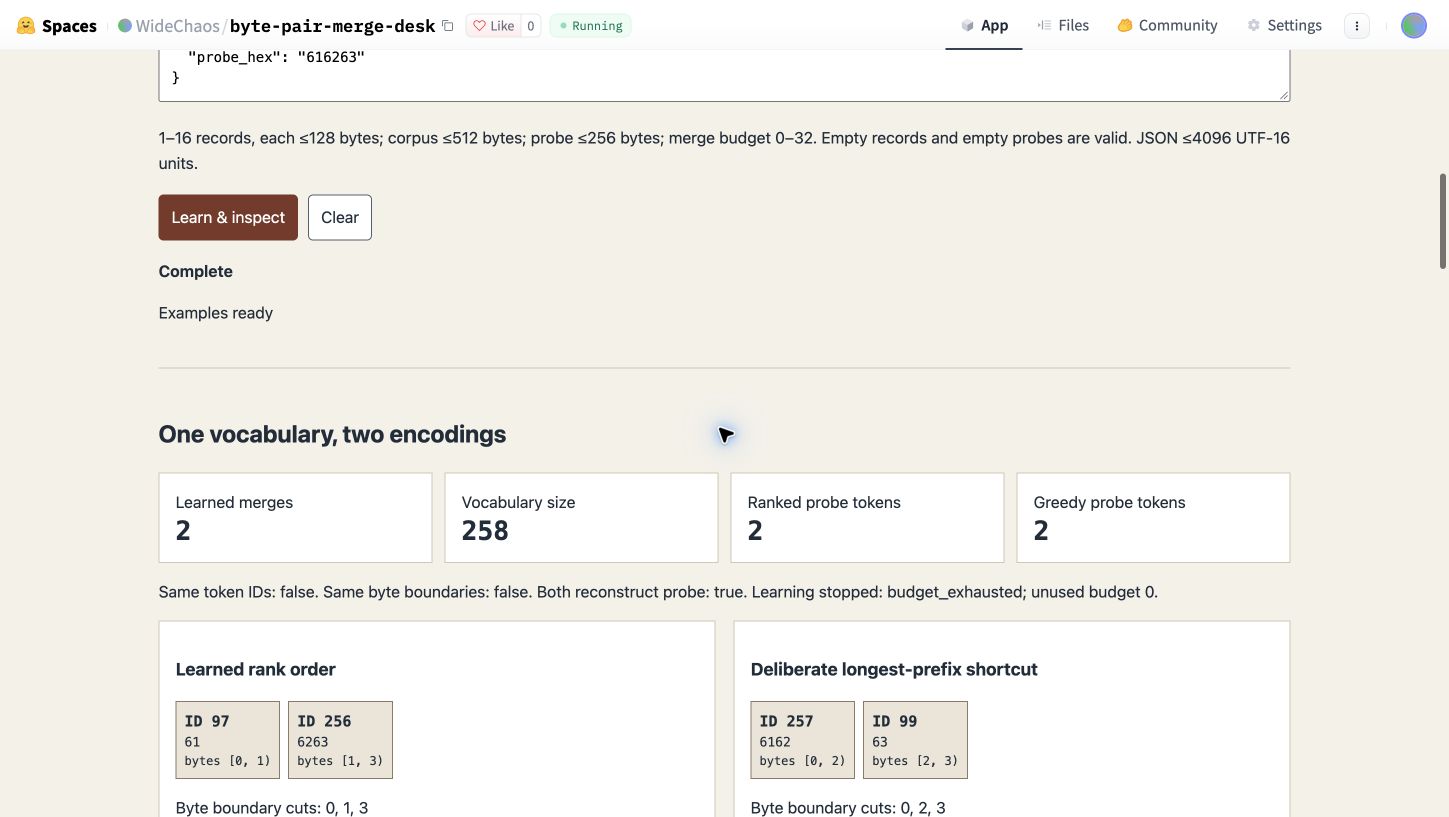 Spaces WideChaos/byte-pair-merge-desk Like 0 Running App Files Community Settings
"probe_hex": "616263"
}
1–16 records, each ≤128 bytes; corpus ≤512 bytes; probe ≤256 bytes; merge budget 0–32. Empty records and empty probes are valid. JSON ≤4096 UTF-16
units.
Learn & inspect Clear
Complete
Examples ready
One vocabulary, two encodings
Learned merges Vocabulary size Ranked probe tokens Greedy probe tokens
2 258 2 2
Same token IDs: false. Same byte boundaries: false. Both reconstruct probe: true. Learning stopped: budget_exhausted; unused budget 0.
Learned rank order Deliberate longest-prefix shortcut
ID 97 ID 256 ID 257 ID 99
61 6263 6162 63
bytes [0, 1) bytes [1, 3) bytes [0, 2) bytes [2, 3)
Byte boundary cuts: 0, 1, 3 Byte boundary cuts: 0, 2, 3